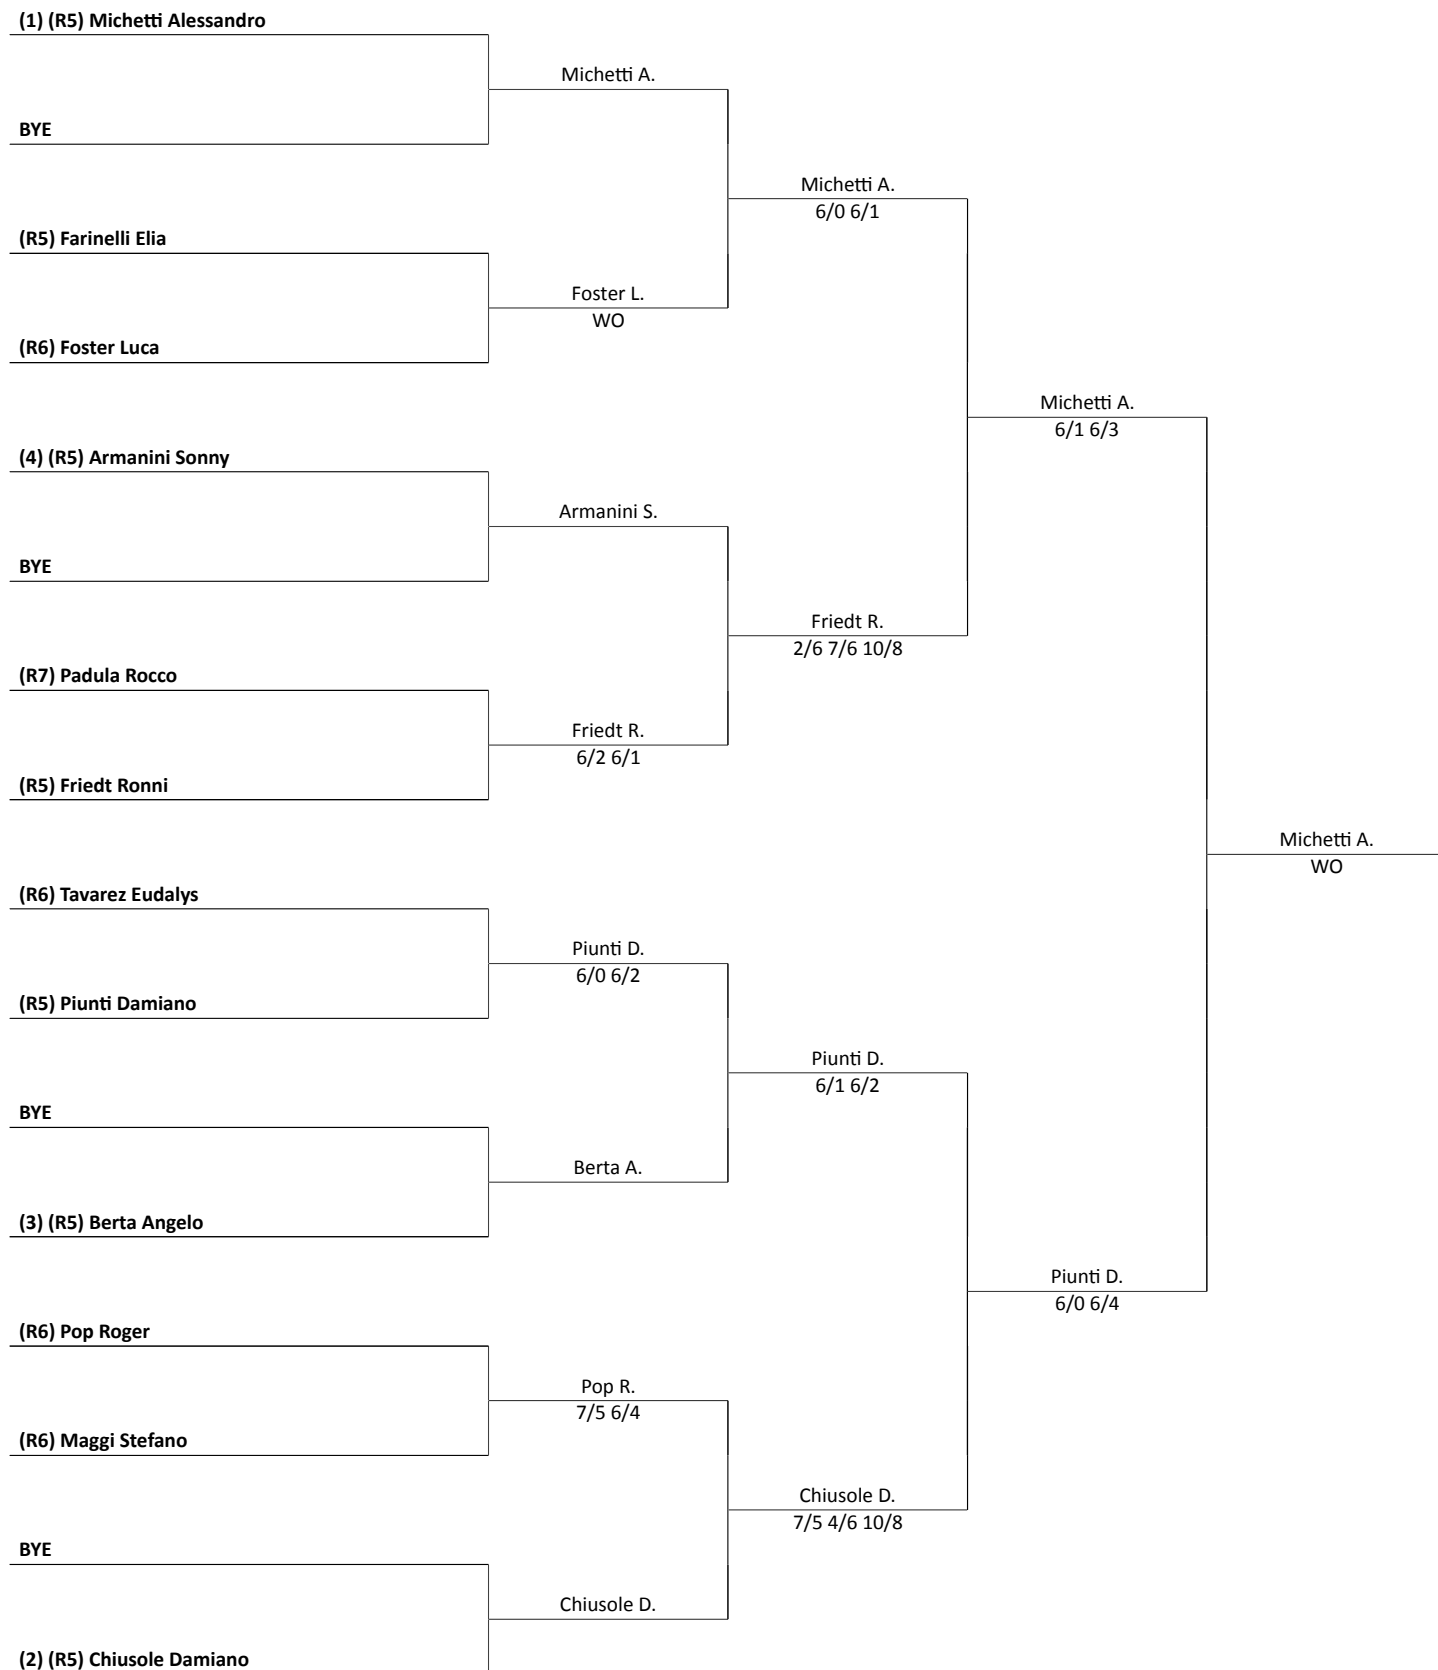 (1) (R5) Michetti Alessandro
Michetti A.
BYE
Michetti A.
6/0 6/1
(R5) Farinelli Elia
Foster L.
WO
(R6) Foster Luca
Michetti A.
6/1 6/3
(4) (R5) Armanini Sonny
Armanini S.
BYE
Friedt R.
2/6 7/6 10/8
(R7) Padula Rocco
Friedt R.
6/2 6/1
(R5) Friedt Ronni
Michetti A.
WO
(R6) Tavarez Eudalys
Piunti D.
6/0 6/2
(R5) Piunti Damiano
Piunti D.
6/1 6/2
BYE
Berta A.
(3) (R5) Berta Angelo
Piunti D.
6/0 6/4
(R6) Pop Roger
Pop R.
7/5 6/4
(R6) Maggi Stefano
Chiusole D.
7/5 4/6 10/8
BYE
Chiusole D.
(2) (R5) Chiusole Damiano